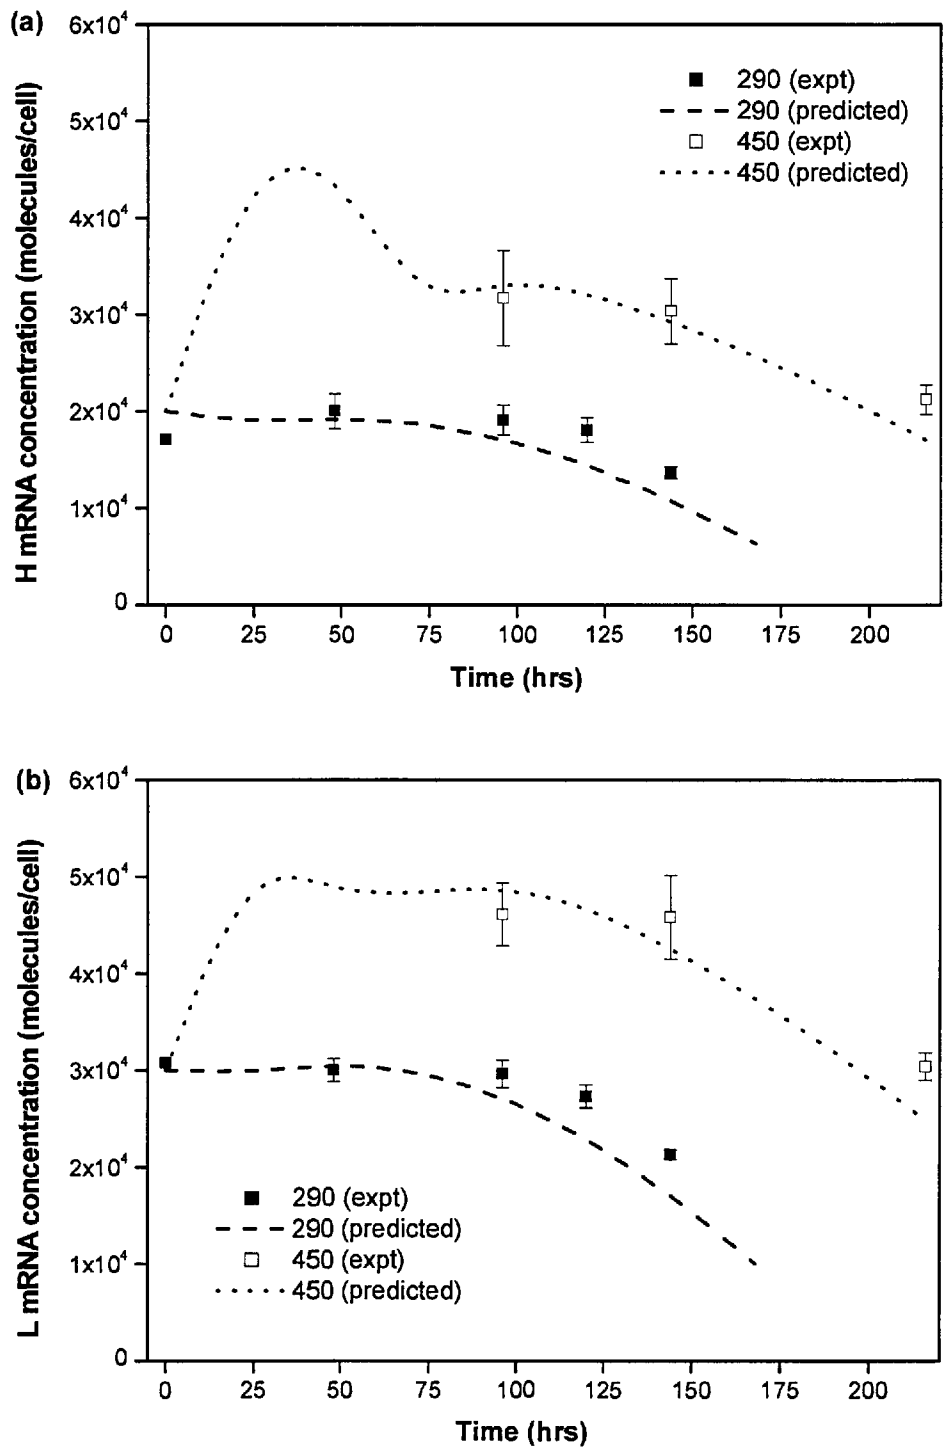 (a)
6x10⁴
5x10⁴
4x10⁴
3x10⁴
2x10⁴
1x10⁴
0
H mRNA concentration (molecules/cell)
290 (expt)
290 (predicted)
450 (expt)
450 (predicted)
0 25 50 75 100 125 150 175 200
Time (hrs)
(b)
6x10⁴
5x10⁴
4x10⁴
3x10⁴
2x10⁴
1x10⁴
0
L mRNA concentration (molecules/cell)
290 (expt)
290 (predicted)
450 (expt)
450 (predicted)
0 25 50 75 100 125 150 175 200
Time (hrs)